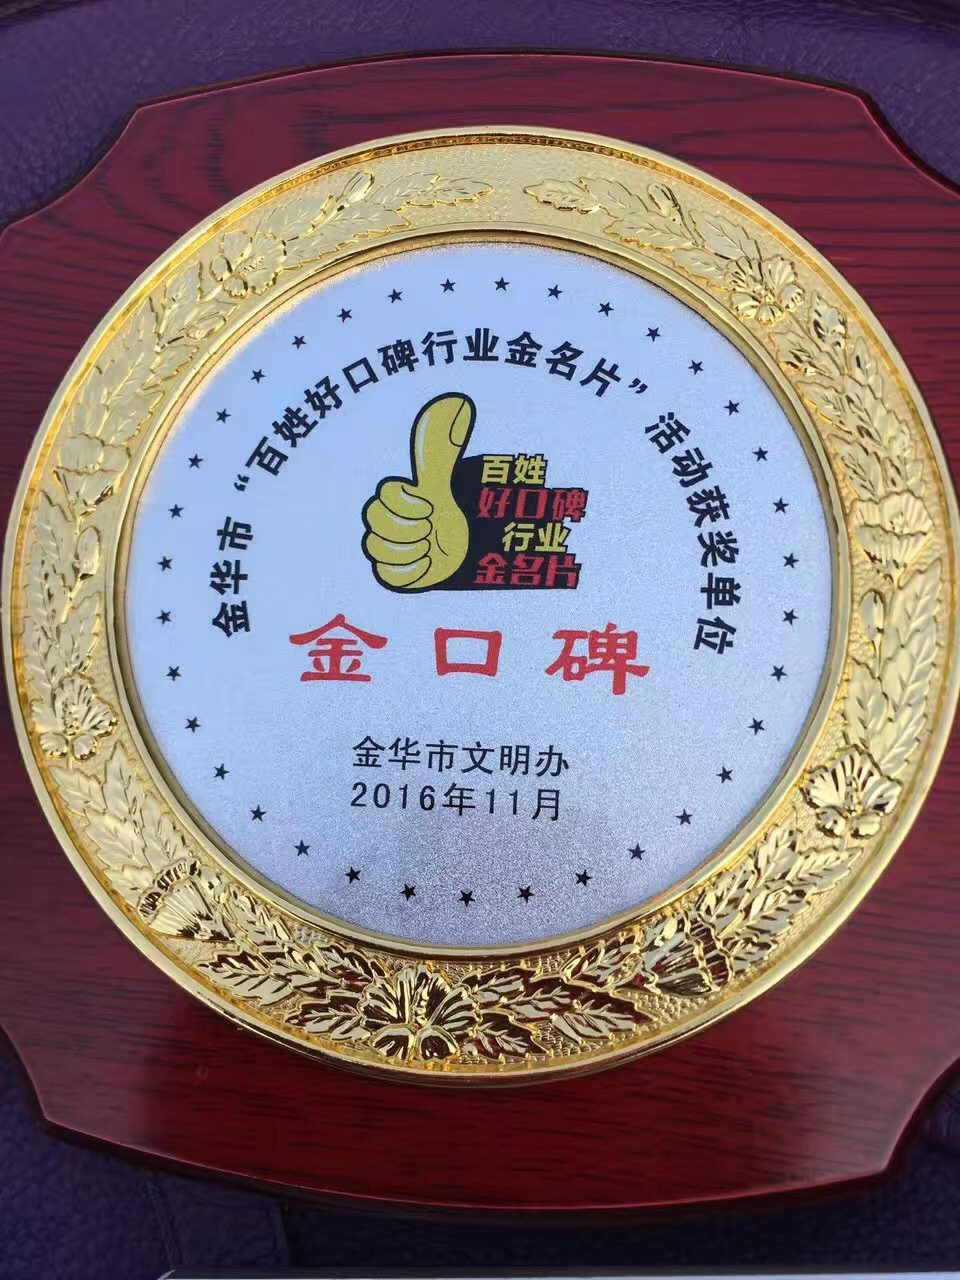 金华市“百姓好口碑行业金名片”活动获奖单位
百姓
好口碑
行业
金名片
金口碑
金华市文明办
2016年11月